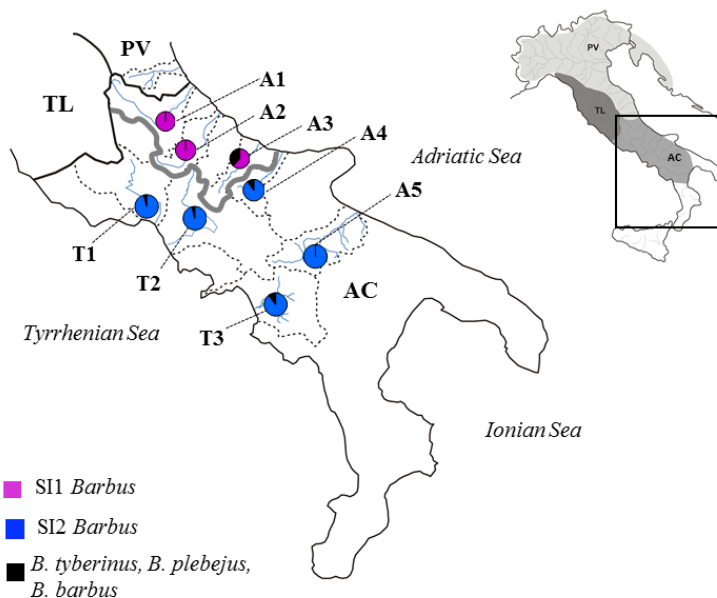 PV
TL
A1
A2
A3
A4
A5
Adriatic Sea
T1
T2
T3
AC
Tyrrhenian Sea
Ionian Sea
SI1 Barbus
SI2 Barbus
B. tyberinus, B. plebejus,
B. barbus
PV
TL
AC